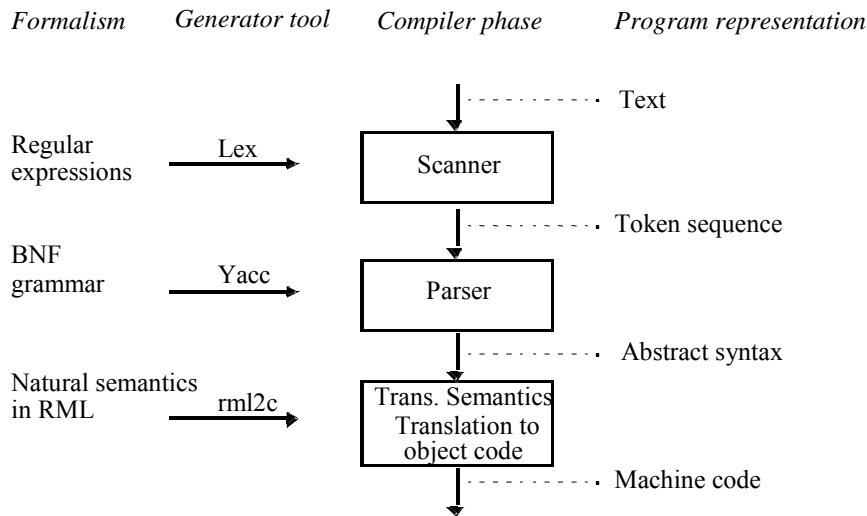 Formalism Generator tool Compiler phase Program representation
Text
Regular
expressions
Lex
Scanner
Token sequence
BNF
grammar
Yacc
Parser
Abstract syntax
Natural semantics
in RML
rml2c
Trans. Semantics
Translation to
object code
Machine code